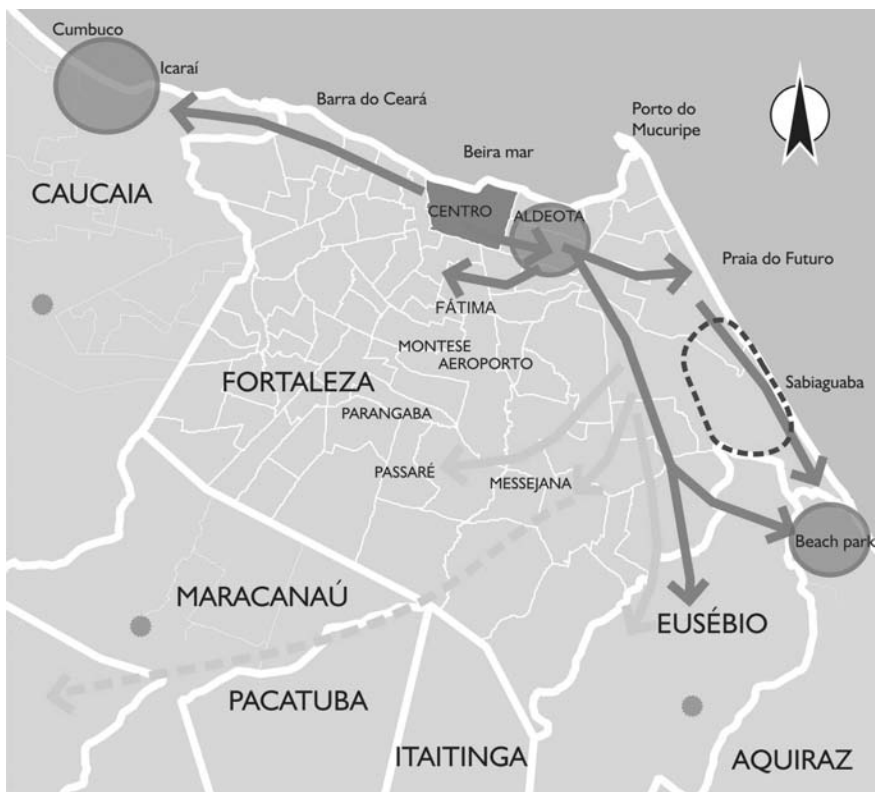 Cumbuco
Icaraí
Barra do Ceará
Porto do
Mucuripe
Beira mar
CAUCAIA
CENTRO
ALDEOTA
Praia do Futuro
FÁTIMA
MONTESE
AEROPORTO
FORTALEZA
Sabiaguaba
PARANGABA
PASSARÉ
MESSEJANA
Beach park
MARACANAÚ
EUSÉBIO
PACATUBA
ITAITINGA
AQUIRAZ